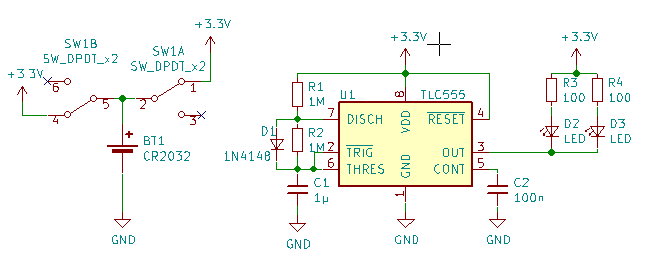 SW1B
SW_DPDT_x2
SW1A
SW_DPDT_x2
+3.3V
+3.3V
6
5
4
2
1
3
BT1
CR2032
GND
+3.3V
R1
1M
U1
TLC555
8
VDD
7
DISCH
RESET
4
D1
1N4148
R2
1M
2
TRIG
6
THRES
OUT
3
CONT
5
GND
1
C1
1µ
GND
GND
C2
100n
GND
+3.3V
R3
100
R4
100
D2
LED
D3
LED